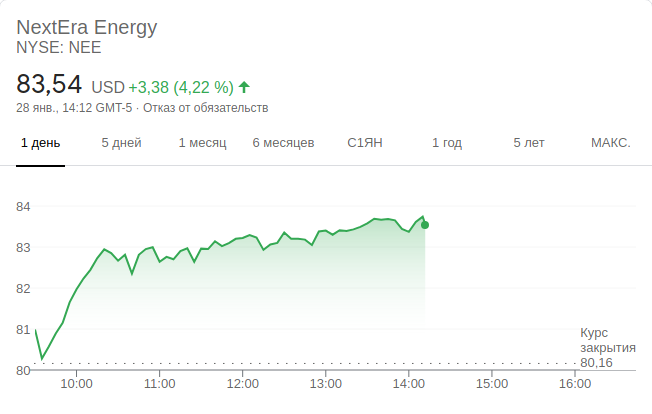 NextEra Energy
NYSE: NEE
83,54 USD +3,38 (4,22 %)
28 янв., 14:12 GMT-5 · Отказ от обязательств
1 день 5 дней 1 месяц 6 месяцев С1ЯН 1 год 5 лет МАКС.
84
83
82
81
80
Курс
закрытия
80,16
10:00 11:00 12:00 13:00 14:00 15:00 16:00